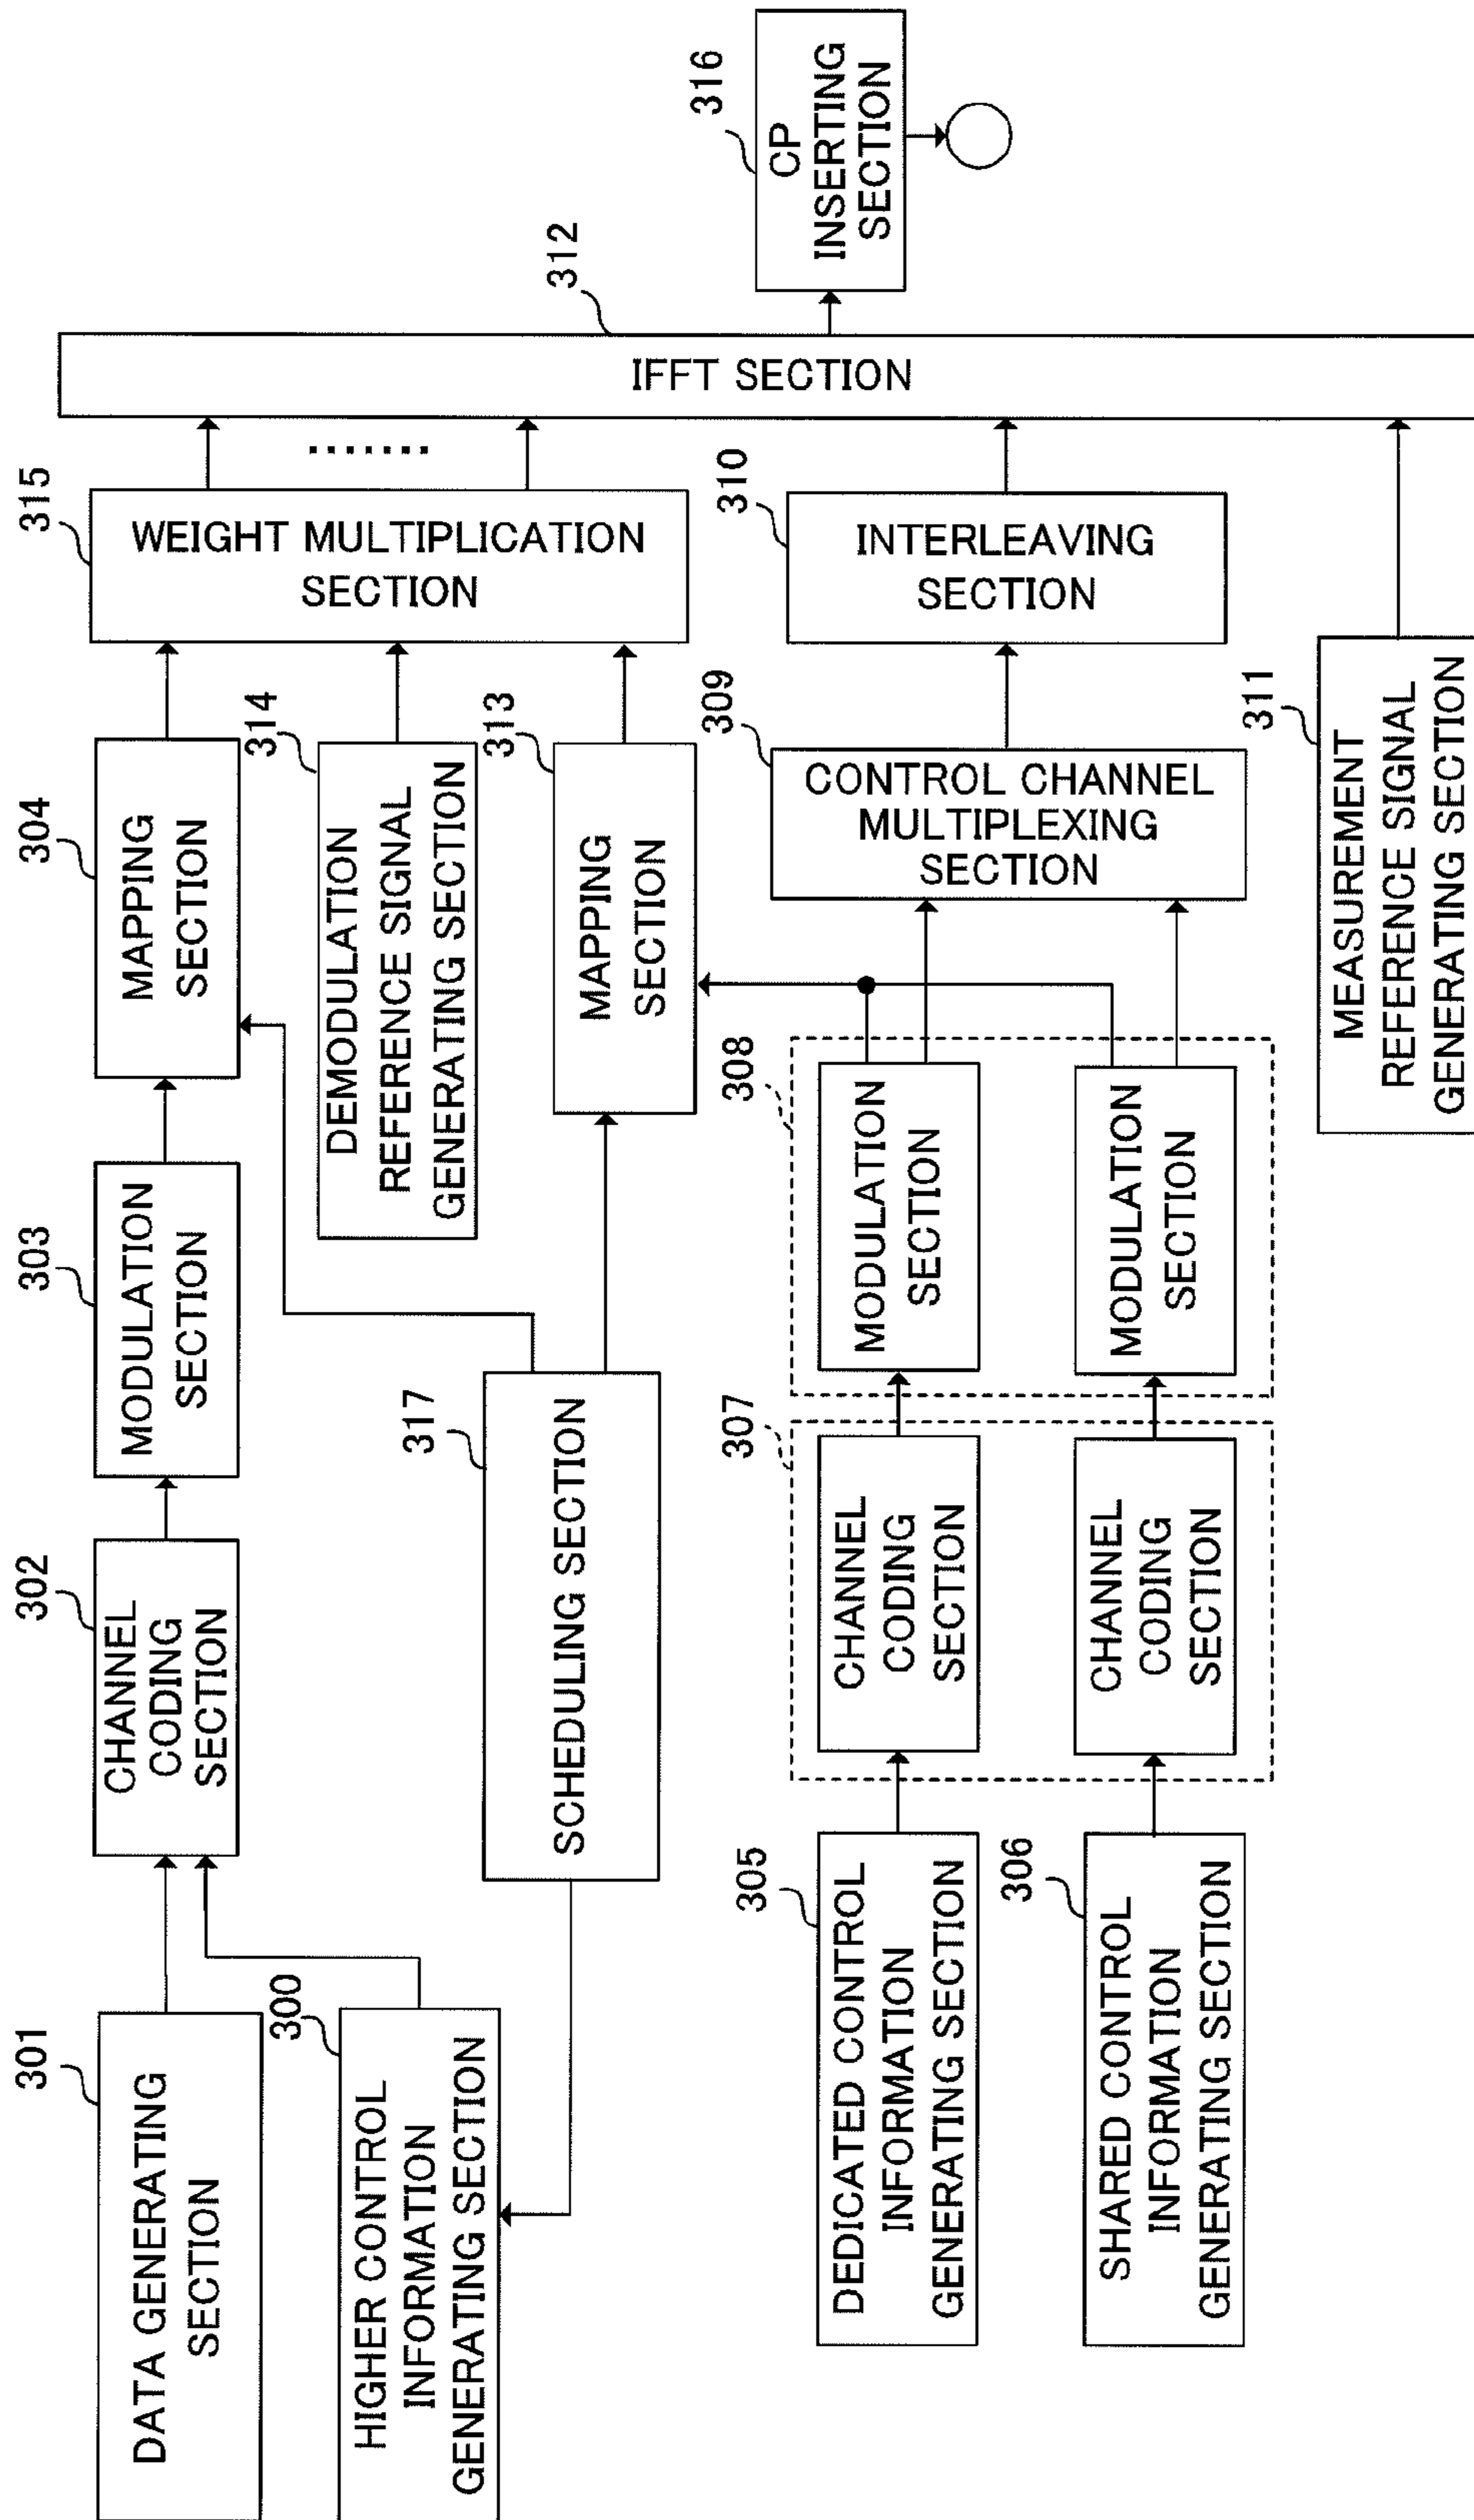 301
DATA GENERATING
SECTION
302
CHANNEL
CODING
SECTION
303
MODULATION
SECTION
304
MAPPING
SECTION
315
WEIGHT MULTIPLICATION
SECTION
300
HIGHER CONTROL
INFORMATION
GENERATING SECTION
314
DEMODULATION
REFERENCE SIGNAL
GENERATING SECTION
317
SCHEDULING SECTION
313
MAPPING
SECTION
312
IFFT SECTION
316
CP
INSERTING
SECTION
305
DEDICATED CONTROL
INFORMATION
GENERATING SECTION
307
CHANNEL
CODING
SECTION
308
MODULATION
SECTION
309
CONTROL CHANNEL
MULTIPLEXING
SECTION
310
INTERLEAVING
SECTION
306
SHARED CONTROL
INFORMATION
GENERATING SECTION
CHANNEL
CODING
SECTION
MODULATION
SECTION
311
MEASUREMENT
REFERENCE SIGNAL
GENERATING SECTION